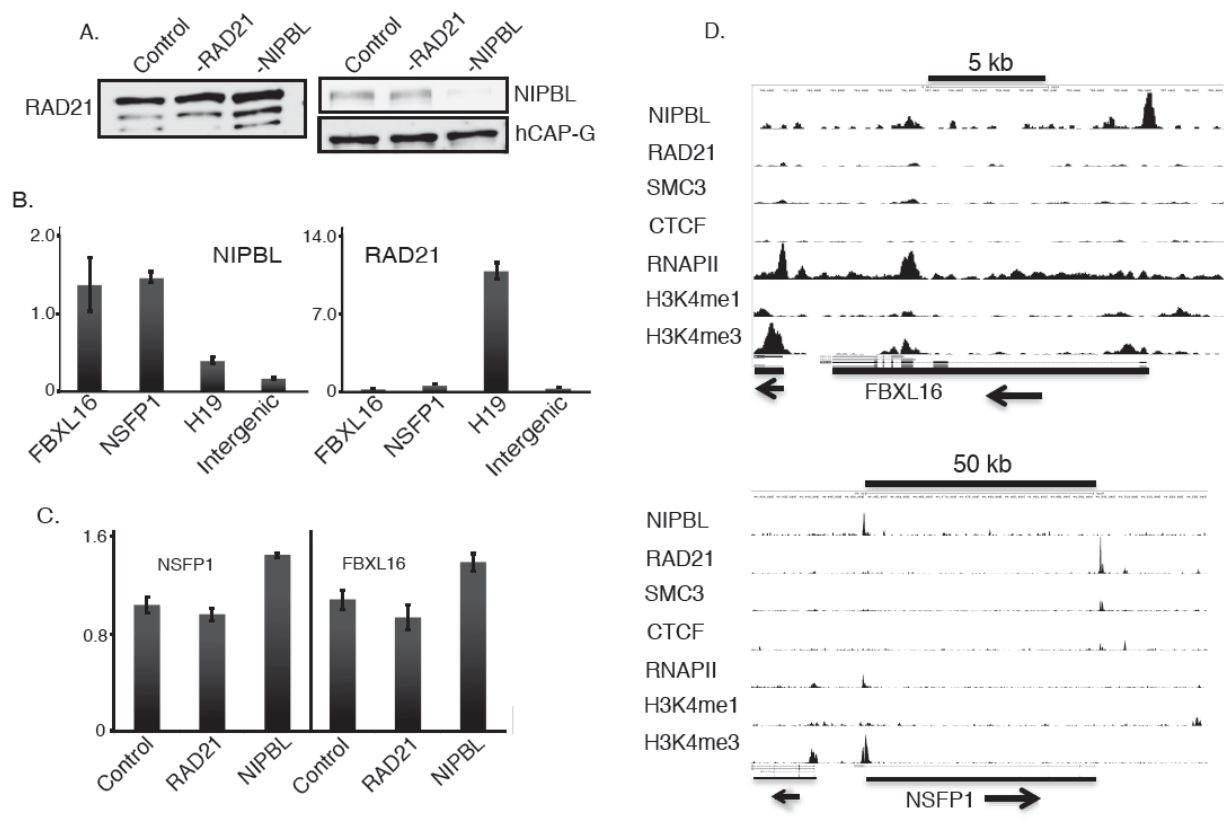 A.
Control
-RAD21
-NIPBL
Control
-RAD21
-NIPBL
RAD21
NIPBL
hCAP-G
B.
2.0
1.0
0
NIPBL
FBXL16
NSFP1
H19
Intergenic
14.0
7.0
0
RAD21
FBXL16
NSFP1
H19
Intergenic
C.
1.6
0.8
0
NSFP1
FBXL16
Control
RAD21
NIPBL
Control
RAD21
NIPBL
D.
5 kb
NIPBL
RAD21
SMC3
CTCF
RNAPII
H3K4me1
H3K4me3
FBXL16
50 kb
NIPBL
RAD21
SMC3
CTCF
RNAPII
H3K4me1
H3K4me3
NSFP1